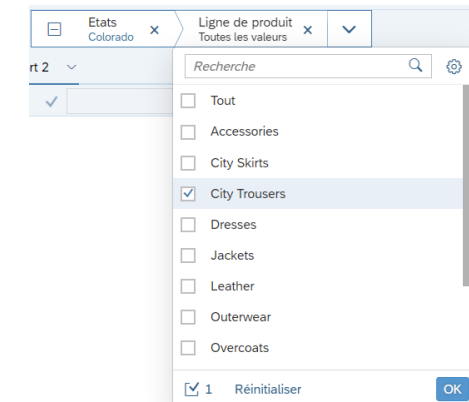 Etats
Colorado
Ligne de produit
Toutes les valeurs
rt 2
Recherche
Tout
Accessories
City Skirts
City Trousers
Dresses
Jackets
Leather
Outerwear
Overcoats
1 Réinitialiser OK